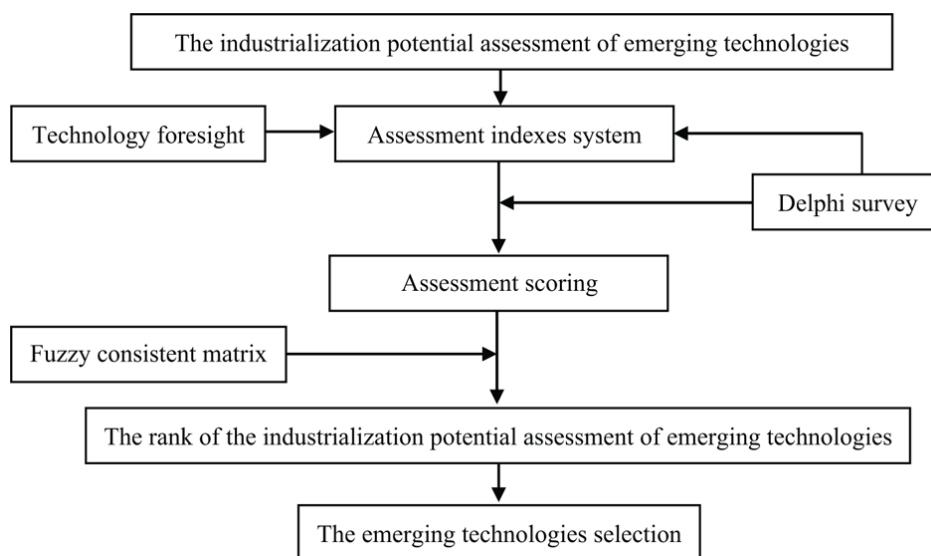 The industrialization potential assessment of emerging technologies
Technology foresight
Assessment indexes system
Delphi survey
Assessment scoring
Fuzzy consistent matrix
The rank of the industrialization potential assessment of emerging technologies
The emerging technologies selection